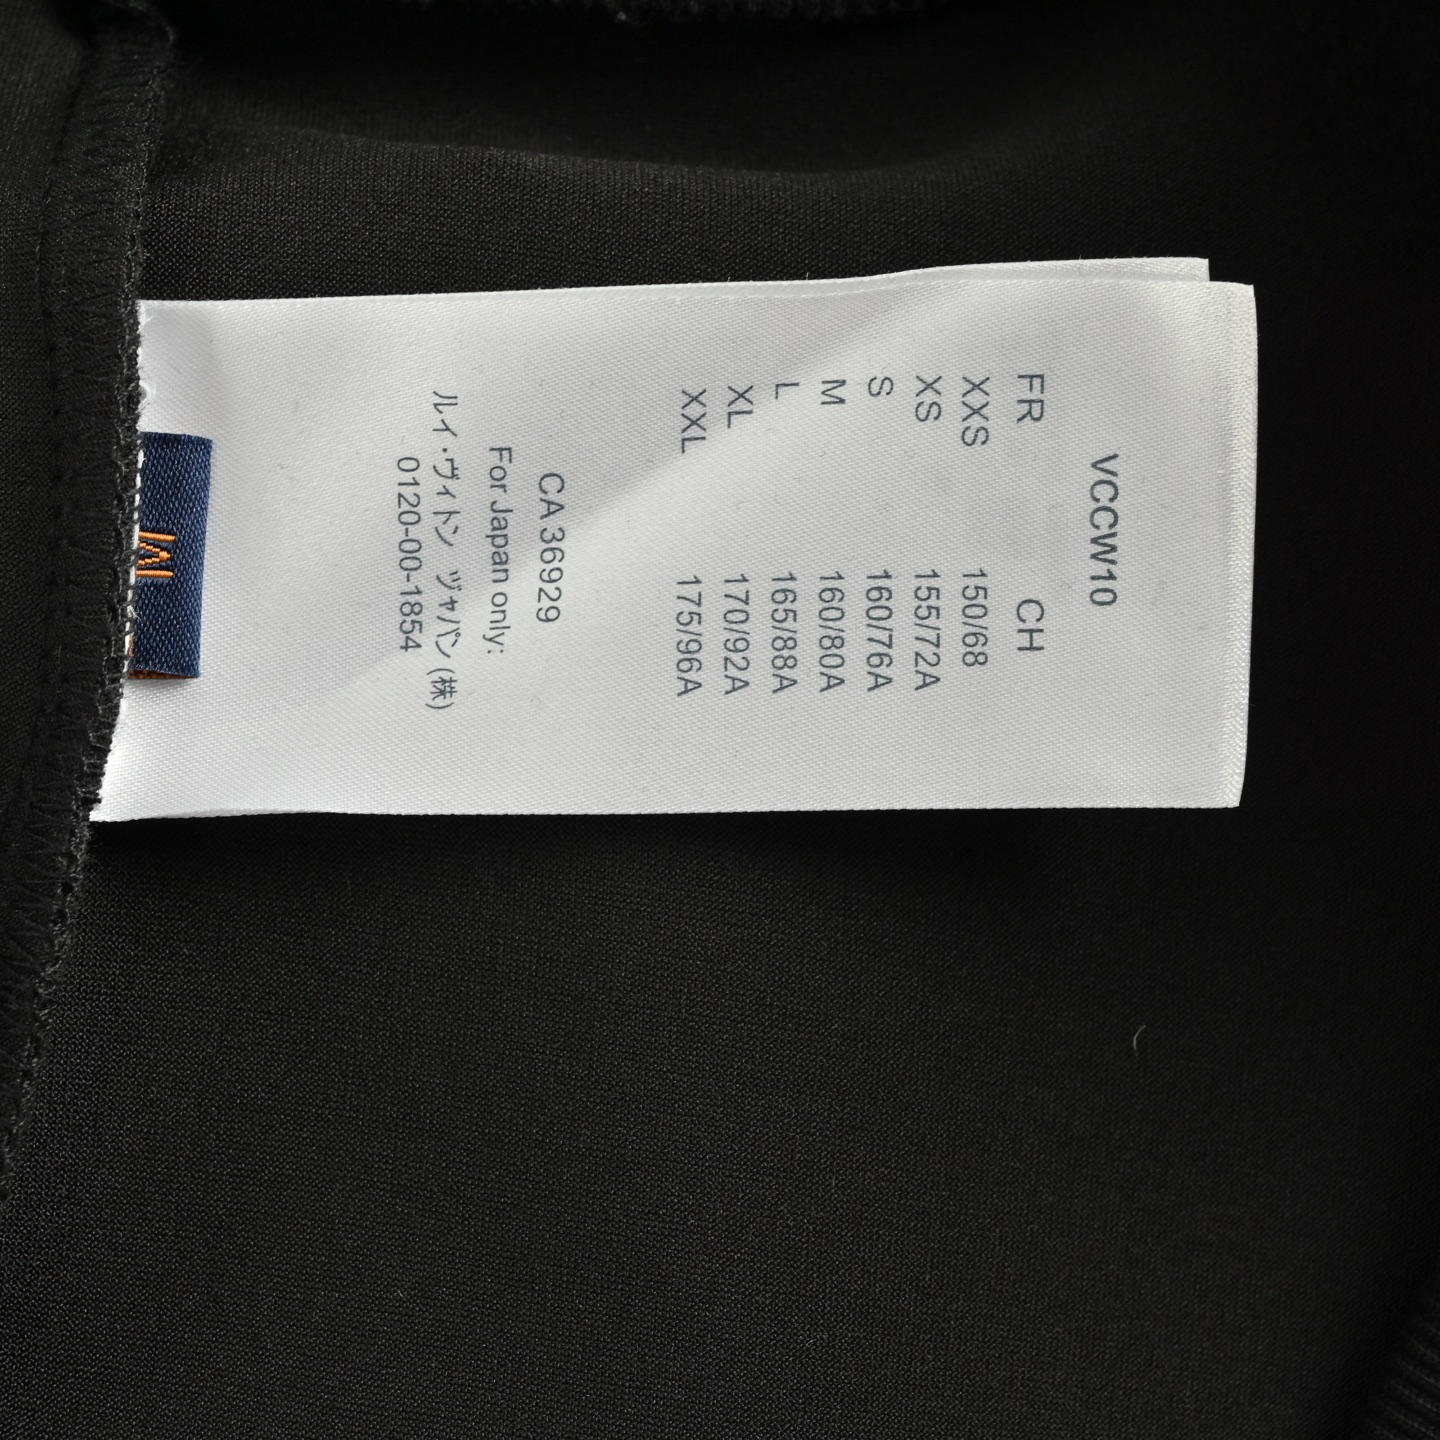 VCCW10
FR CH
XXS 150/68
XS 155/72A
S 160/76A
M 160/80A
L 165/88A
XL 170/92A
XXL 175/96A
CA 36929
For Japan only:
ルイ・ヴィトン ヅャパン (株)
0120-00-1854
M